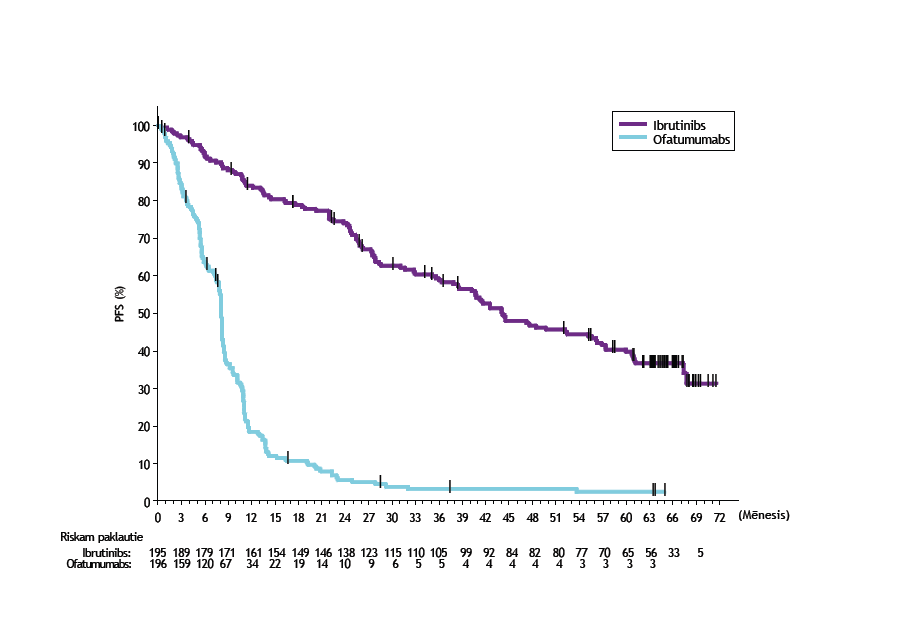 Ibrutinibs
Ofatumumabs
100
90
80
70
60
50
40
30
20
10
0
PFS (%)
0 3 6 9 12 15 18 21 24 27 30 33 36 39 42 45 48 51 54 57 60 63 66 69 72 (Mēnesis)
Riskam paklautie
Ibrutinibs: 195 189 179 171 161 154 149 146 138 123 115 110 105 99 92 84 82 80 77 70 65 56 33 5
Ofatumumabs: 196 159 120 67 34 22 19 14 10 9 6 5 5 4 4 4 4 4 3 3 3 3